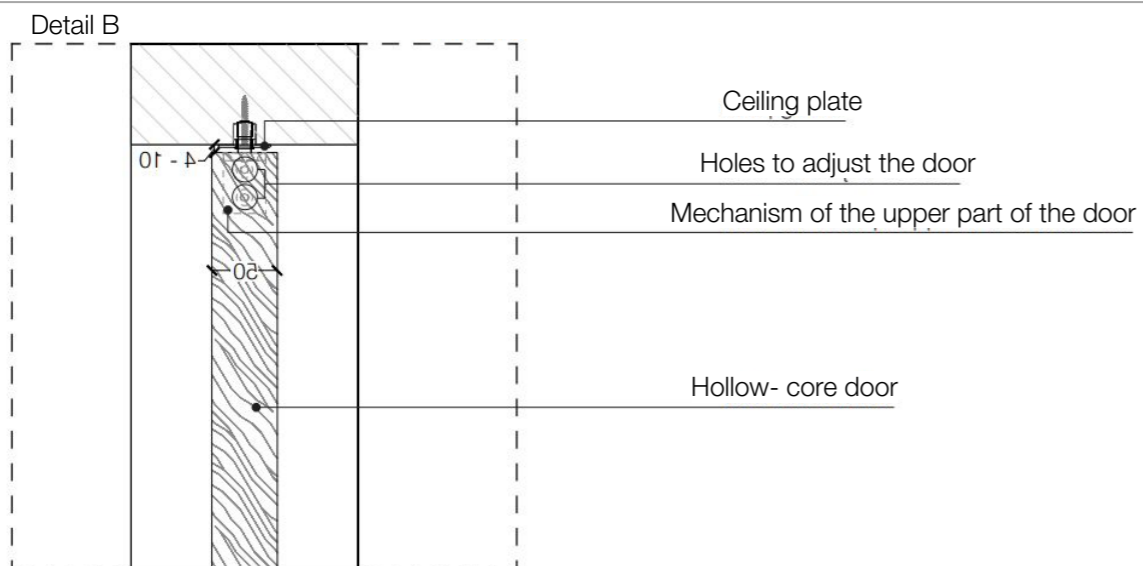 Detail B
Ceiling plate
4 - 10
Holes to adjust the door
Mechanism of the upper part of the door
50
Hollow- core door